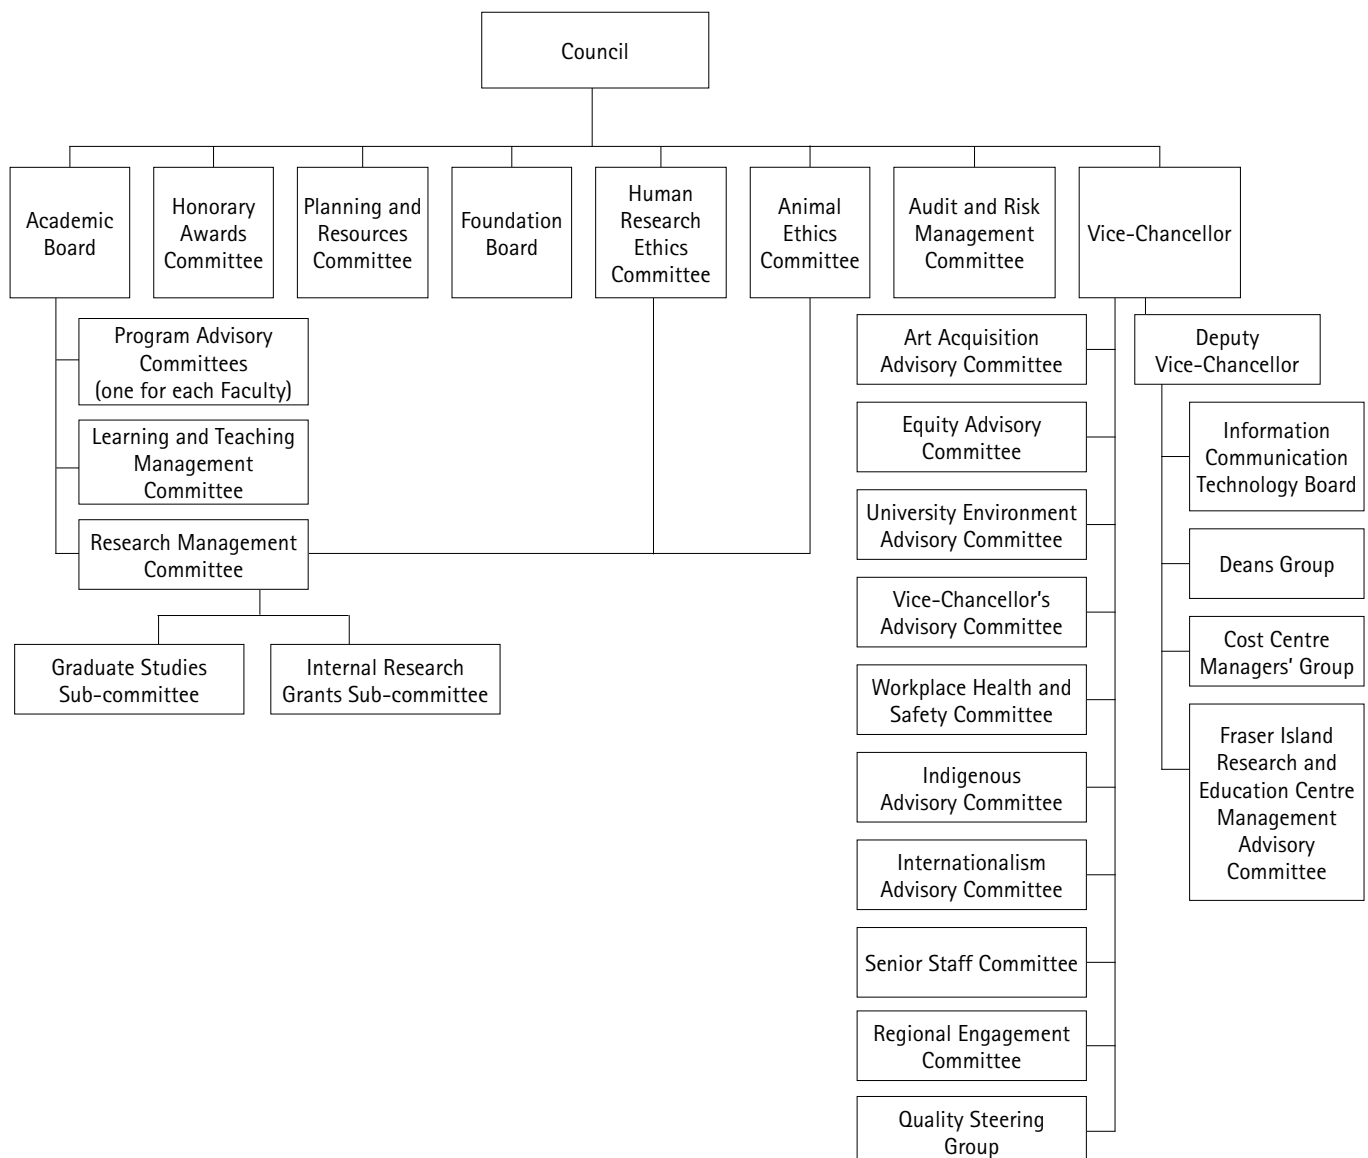 Council
Academic
Board
Honorary
Awards
Committee
Planning and
Resources
Committee
Foundation
Board
Human
Research
Ethics
Committee
Animal
Ethics
Committee
Audit and Risk
Management
Committee
Vice-Chancellor
Program Advisory
Committees
(one for each Faculty)
Learning and Teaching
Management
Committee
Research Management
Committee
Graduate Studies
Sub-committee
Internal Research
Grants Sub-committee
Art Acquisition
Advisory Committee
Equity Advisory
Committee
University Environment
Advisory Committee
Vice-Chancellor's
Advisory Committee
Workplace Health and
Safety Committee
Indigenous
Advisory Committee
Internationalism
Advisory Committee
Senior Staff Committee
Regional Engagement
Committee
Quality Steering
Group
Deputy
Vice-Chancellor
Information
Communication
Technology Board
Deans Group
Cost Centre
Managers' Group
Fraser Island
Research and
Education Centre
Management
Advisory
Committee